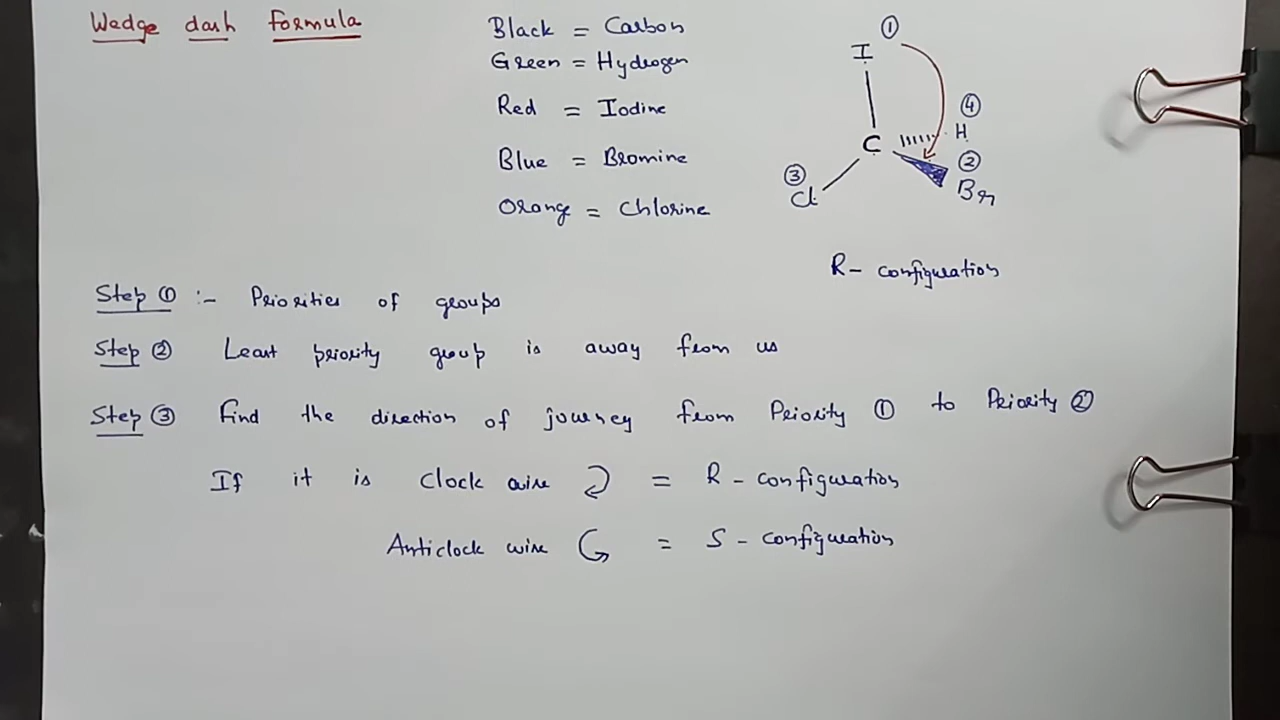 Wedge dash formula
Black = Carbon
Green = Hydrogen
Red = Iodine
Blue = Bromine
Orange = Chlorine
①
I
④
C H
③ ②
Cl Br
R- configuration
Step ① :- Priorities of groups
Step ② Least priority group is away from us
Step ③ Find the direction of journey from Priority ① to Priority ②
If it is clock wise = R - configuration
Anticlock wise = S - configuration